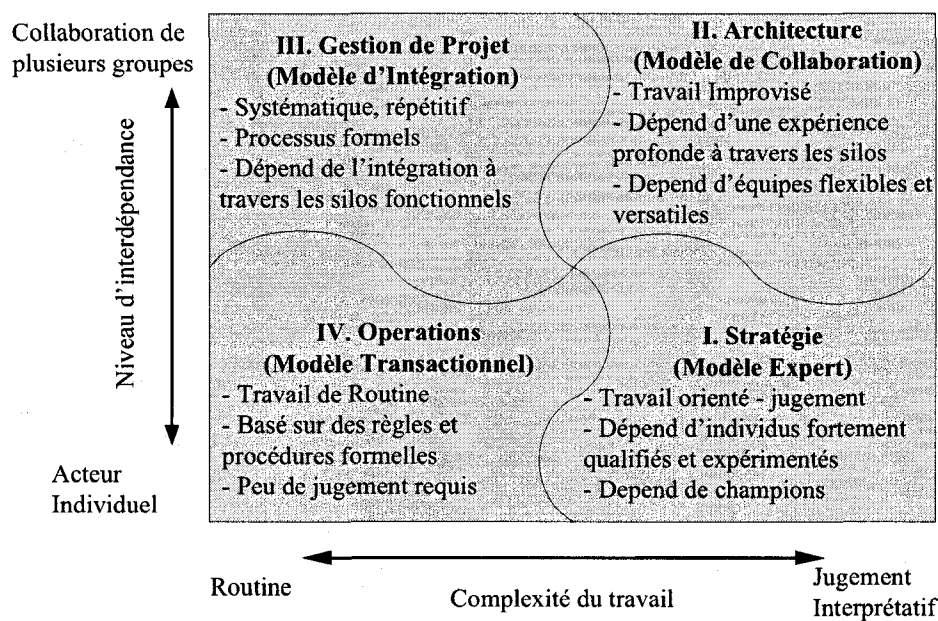 Collaboration de
plusieurs groupes
Niveau d'interdépendance
Acteur
Individuel
III. Gestion de Projet
(Modèle d'Intégration)
- Systématique, répétitif
- Processus formels
- Dépend de l'intégration à
travers les silos fonctionnels
II. Architecture
(Modèle de Collaboration)
- Travail Improvisé
- Dépend d'une expérience
profonde à travers les silos
- Depend d'équipes flexibles et
versatiles
IV. Operations
(Modèle Transactionnel)
- Travail de Routine
- Basé sur des règles et
procédures formelles
- Peu de jugement requis
I. Stratégie
(Modèle Expert)
- Travail orienté - jugement
- Dépend d'individus fortement
qualifiés et expérimentés
- Depend de champions
Routine
Complexité du travail
Jugement
Interprétatif